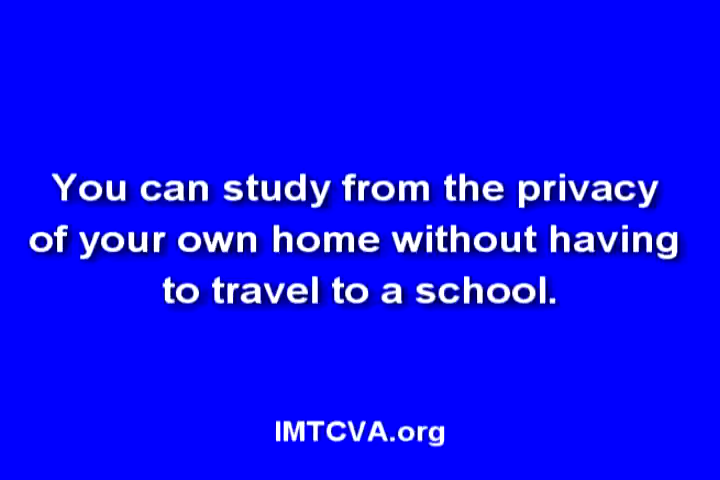 You can study from the privacy
of your own home without having
to travel to a school.
IMTCVA.org